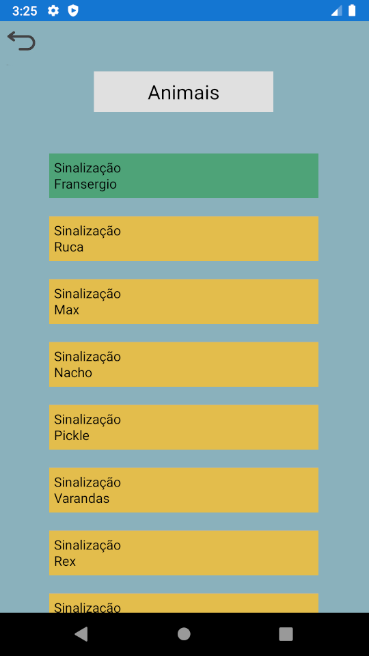 3:25
Animais
Sinalização
Fransergio
Sinalização
Ruca
Sinalização
Max
Sinalização
Nacho
Sinalização
Pickle
Sinalização
Varandas
Sinalização
Rex
Sinalização